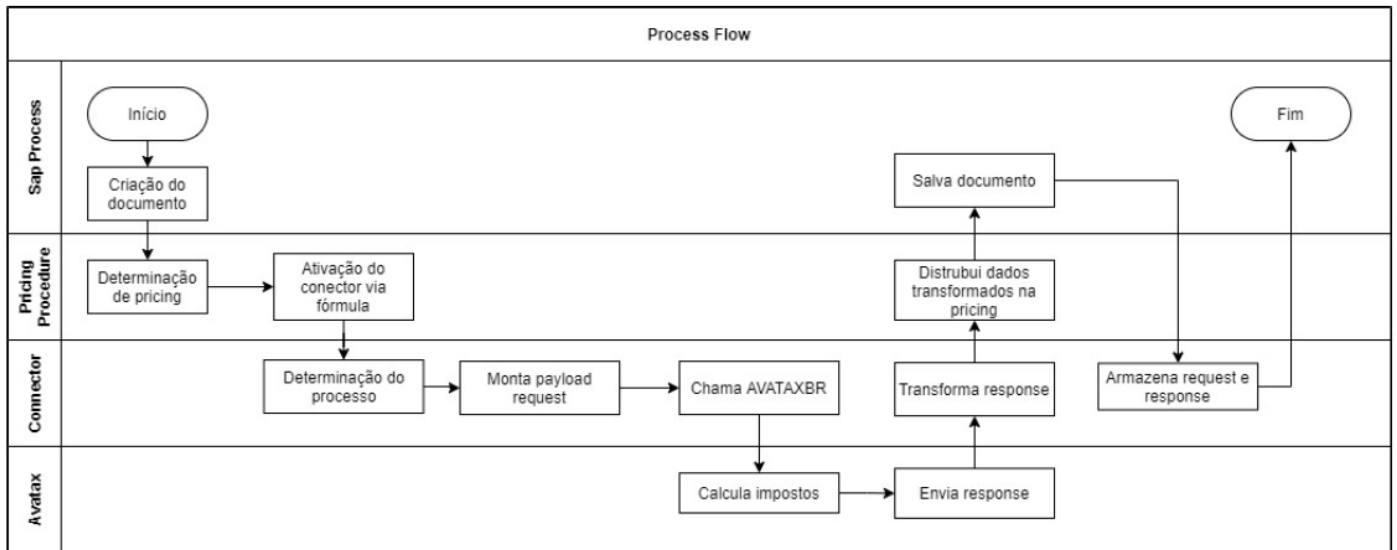 Process Flow
Sap Process
Início
Criação do
documento
Salva documento
Fim
Pricing
Procedure
Determinação
de pricing
Ativação do
conector via
fórmula
Distrubui dados
transformados na
pricing
Connector
Determinação do
processo
Monta payload
request
Chama AVATAXBR
Transforma response
Armazena request e
response
Avatax
Calcula impostos
Envia response